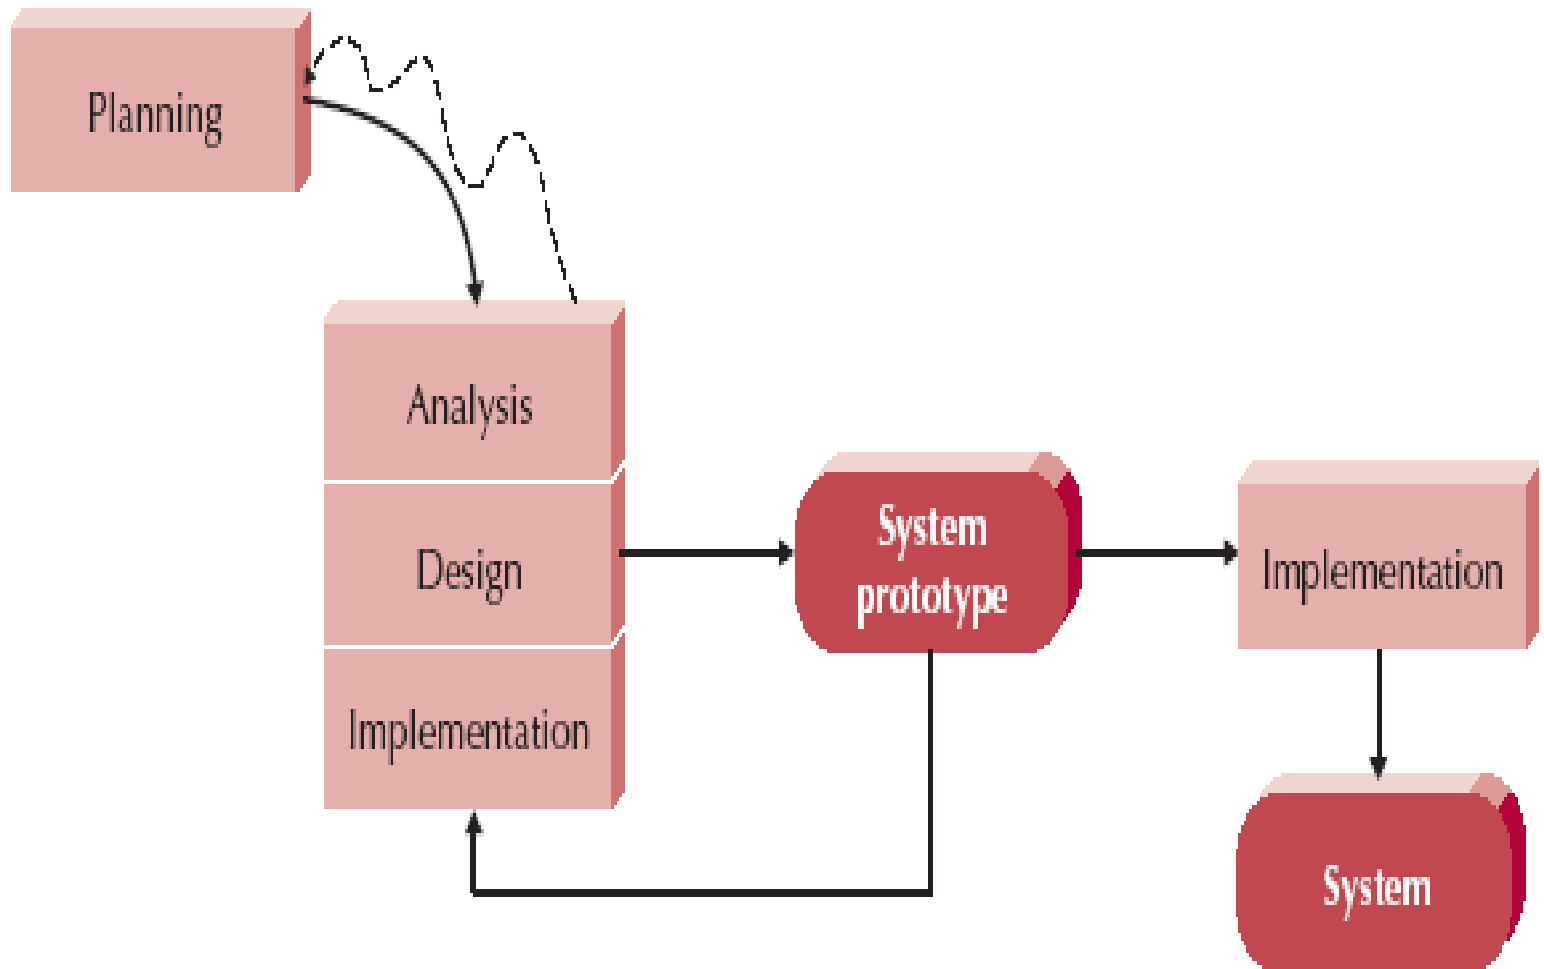 Planning
Analysis
Design
Implementation
System
prototype
Implementation
System